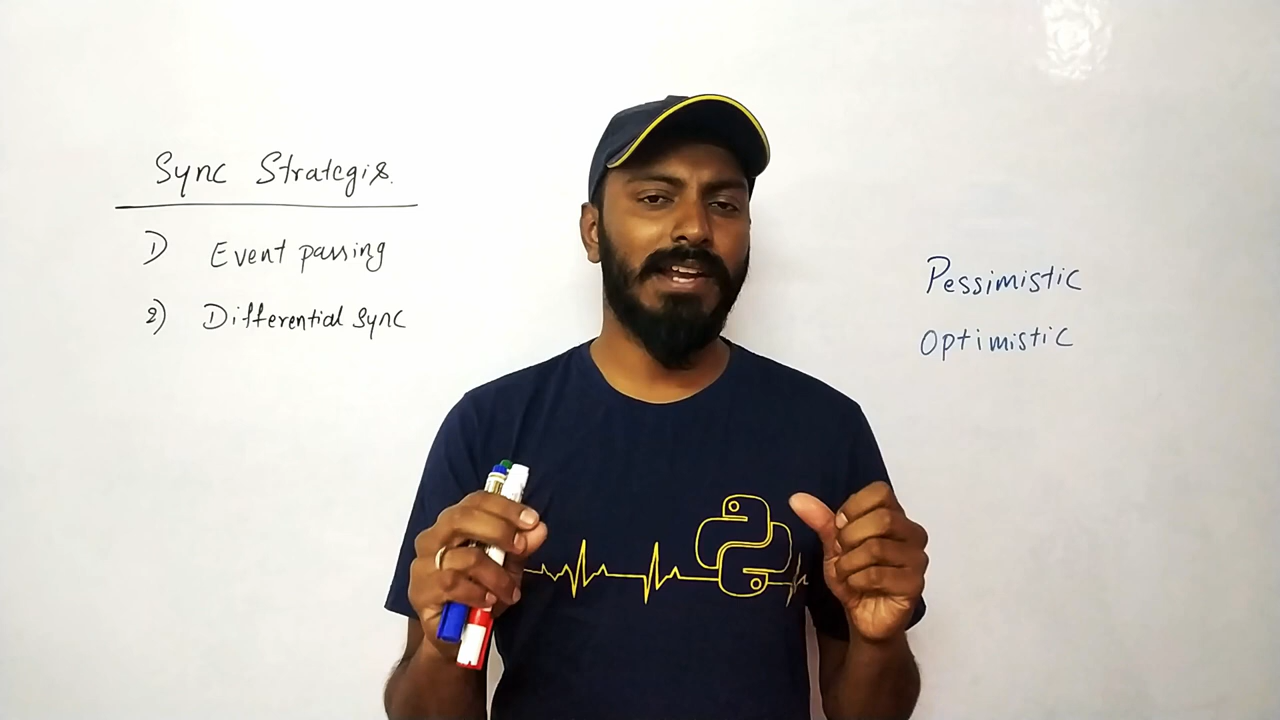 Sync Strategis.
1) Event passing
2) Differential Sync
Pessimistic
Optimistic